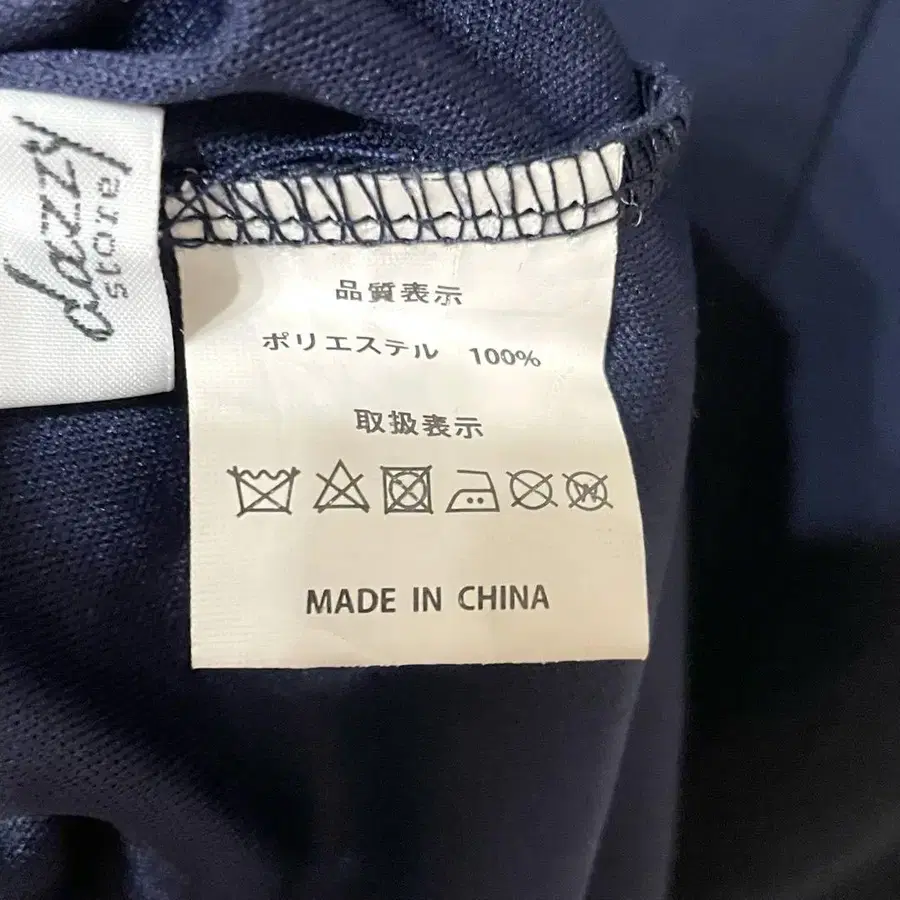 dazzy
store
品質表示
ポリエステル 100%
取扱表示
W
MADE IN CHINA